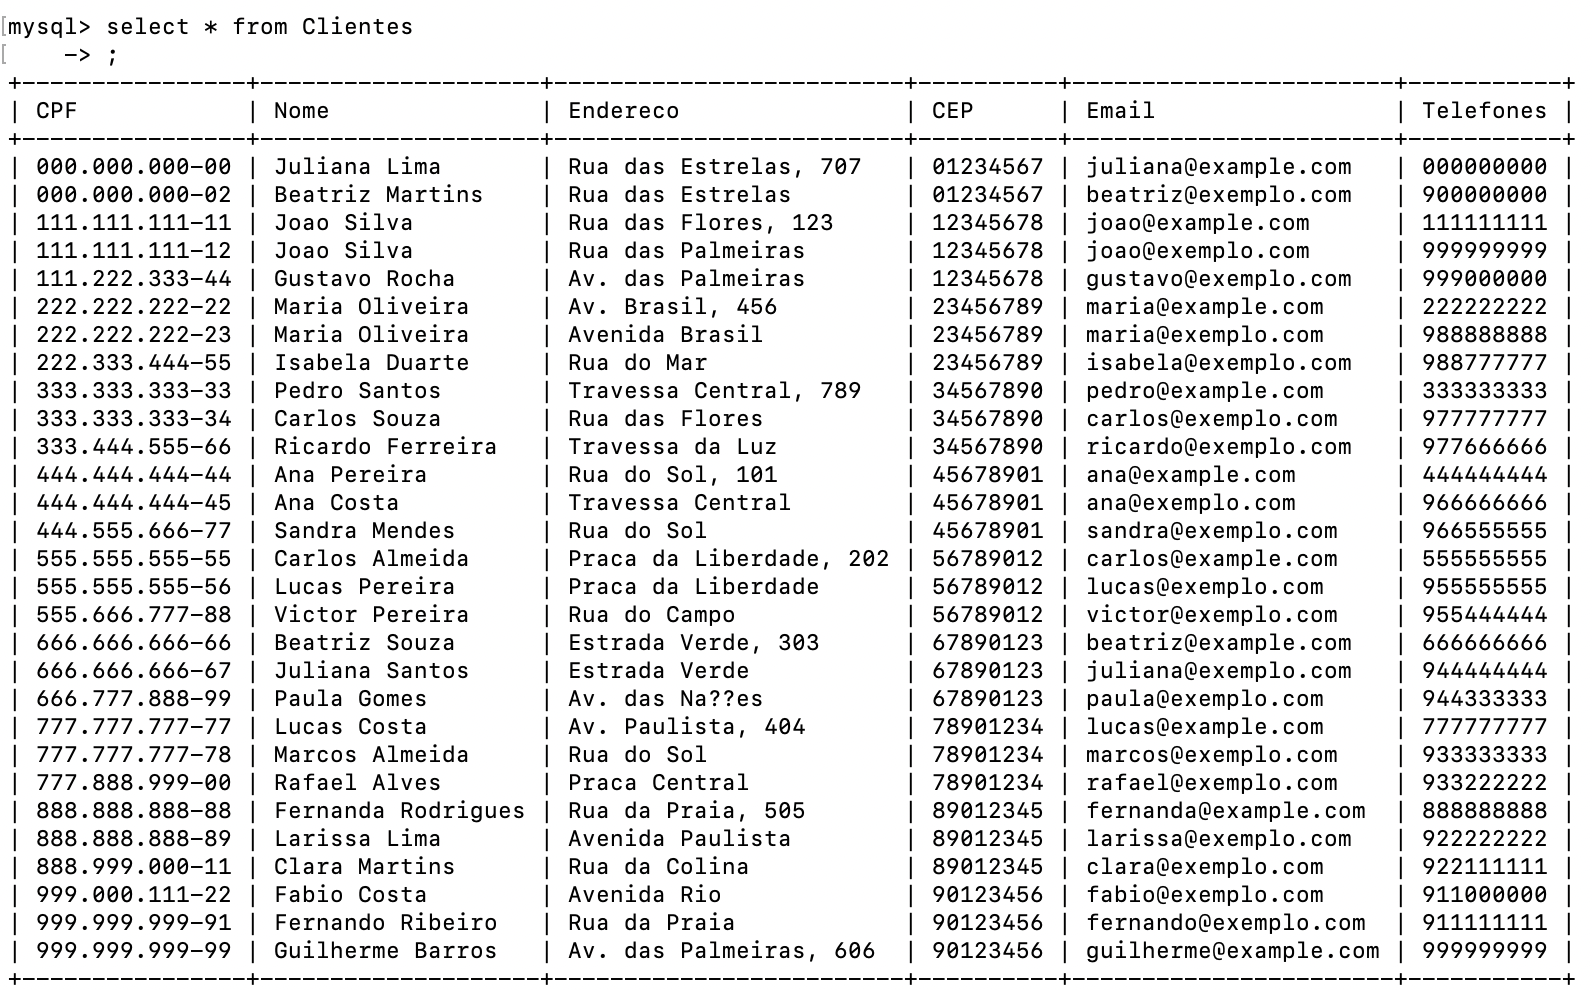 [mysql> select * from Clientes
[    -> ;
+----------------+--------------------+-------------------------+----------+-----------------------+------------+
| CPF            | Nome               | Endereco                | CEP      | Email                 | Telefones |
+----------------+--------------------+-------------------------+----------+-----------------------+------------+
| 000.000.000-00 | Juliana Lima | Rua das Estrelas, 707 | 01234567 | juliana@example.com | 000000000 |
| 000.000.000-02 | Beatriz Martins | Rua das Estrelas | 01234567 | beatriz@exemplo.com | 900000000 |
| 111.111.111-11 | Joao Silva | Rua das Flores, 123 | 12345678 | joao@example.com | 111111111 |
| 111.111.111-12 | Joao Silva | Rua das Palmeiras | 12345678 | joao@exemplo.com | 999999999 |
| 111.222.333-44 | Gustavo Rocha | Av. das Palmeiras | 12345678 | gustavo@exemplo.com | 999000000 |
| 222.222.222-22 | Maria Oliveira | Av. Brasil, 456 | 23456789 | maria@example.com | 222222222 |
| 222.222.222-23 | Maria Oliveira | Avenida Brasil | 23456789 | maria@exemplo.com | 988888888 |
| 222.333.444-55 | Isabela Duarte | Rua do Mar | 23456789 | isabela@exemplo.com | 988777777 |
| 333.333.333-33 | Pedro Santos | Travessa Central, 789 | 34567890 | pedro@example.com | 333333333 |
| 333.333.333-34 | Carlos Souza | Rua das Flores | 34567890 | carlos@exemplo.com | 977777777 |
| 333.444.555-66 | Ricardo Ferreira | Travessa da Luz | 34567890 | ricardo@exemplo.com | 977666666 |
| 444.444.444-44 | Ana Pereira | Rua do Sol, 101 | 45678901 | ana@example.com | 444444444 |
| 444.444.444-45 | Ana Costa | Travessa Central | 45678901 | ana@exemplo.com | 966666666 |
| 444.555.666-77 | Sandra Mendes | Rua do Sol | 45678901 | sandra@exemplo.com | 966555555 |
| 555.555.555-55 | Carlos Almeida | Praca da Liberdade, 202 | 56789012 | carlos@example.com | 555555555 |
| 555.555.555-56 | Lucas Pereira | Praca da Liberdade | 56789012 | lucas@exemplo.com | 955555555 |
| 555.666.777-88 | Victor Pereira | Rua do Campo | 56789012 | victor@exemplo.com | 955444444 |
| 666.666.666-66 | Beatriz Souza | Estrada Verde, 303 | 67890123 | beatriz@example.com | 666666666 |
| 666.666.666-67 | Juliana Santos | Estrada Verde | 67890123 | juliana@exemplo.com | 944444444 |
| 666.777.888-99 | Paula Gomes | Av. das Na??es | 67890123 | paula@exemplo.com | 944333333 |
| 777.777.777-77 | Lucas Costa | Av. Paulista, 404 | 78901234 | lucas@example.com | 777777777 |
| 777.777.777-78 | Marcos Almeida | Rua do Sol | 78901234 | marcos@exemplo.com | 933333333 |
| 777.888.999-00 | Rafael Alves | Praca Central | 78901234 | rafael@exemplo.com | 933222222 |
| 888.888.888-88 | Fernanda Rodrigues | Rua da Praia, 505 | 89012345 | fernanda@example.com | 888888888 |
| 888.888.888-89 | Larissa Lima | Avenida Paulista | 89012345 | larissa@exemplo.com | 922222222 |
| 888.999.000-11 | Clara Martins | Rua da Colina | 89012345 | clara@exemplo.com | 922111111 |
| 999.000.111-22 | Fabio Costa | Avenida Rio | 90123456 | fabio@exemplo.com | 911000000 |
| 999.999.999-91 | Fernando Ribeiro | Rua da Praia | 90123456 | fernando@exemplo.com | 911111111 |
| 999.999.999-99 | Guilherme Barros | Av. das Palmeiras, 606 | 90123456 | guilherme@example.com | 999999999 |
+----------------+--------------------+-------------------------+----------+-----------------------+------------+